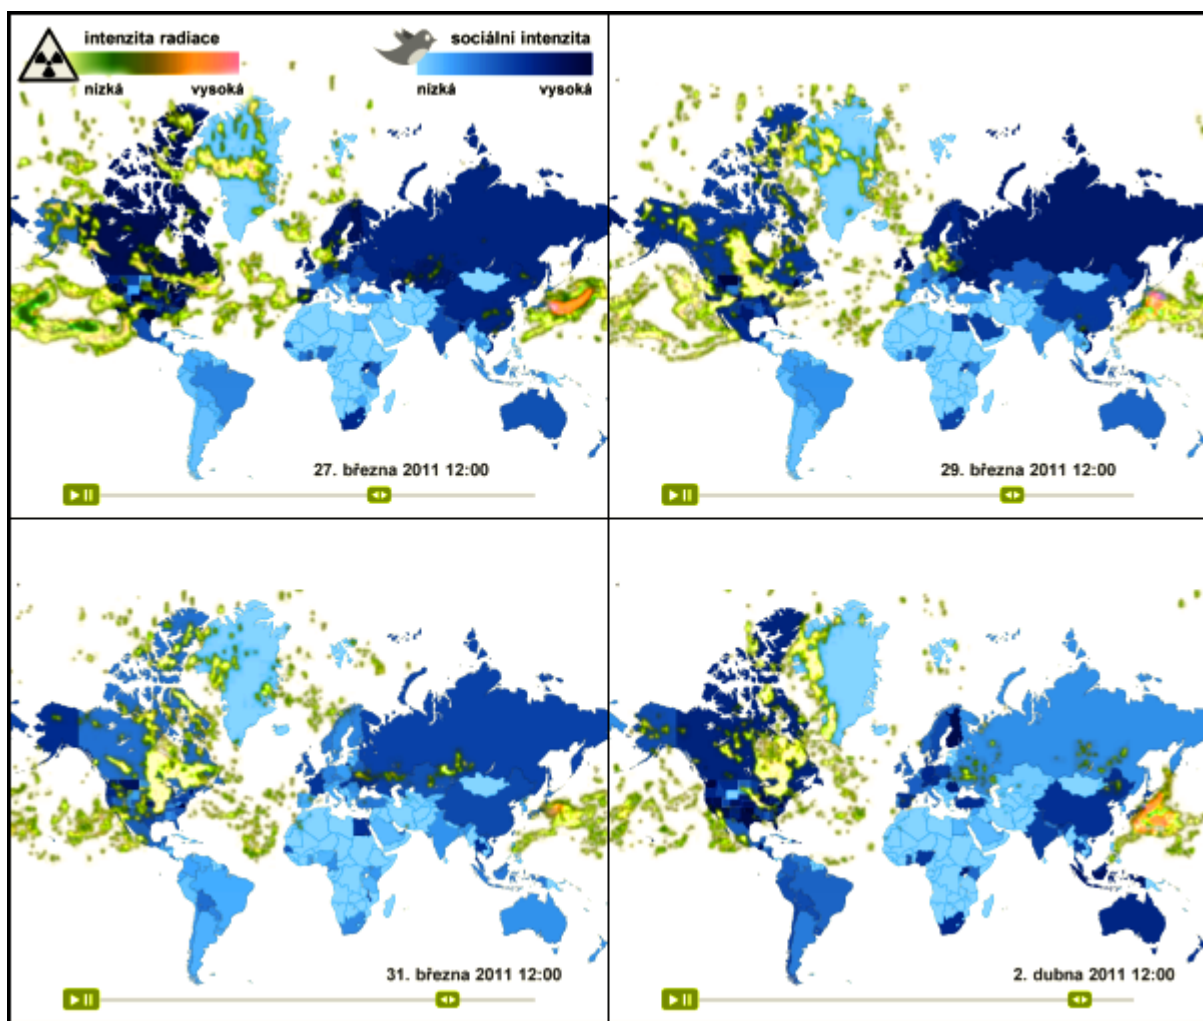 intenzita radiace
nízká vysoká
sociální intenzita
nízká vysoká
27. března 2011 12:00
29. března 2011 12:00
31. března 2011 12:00
2. dubna 2011 12:00